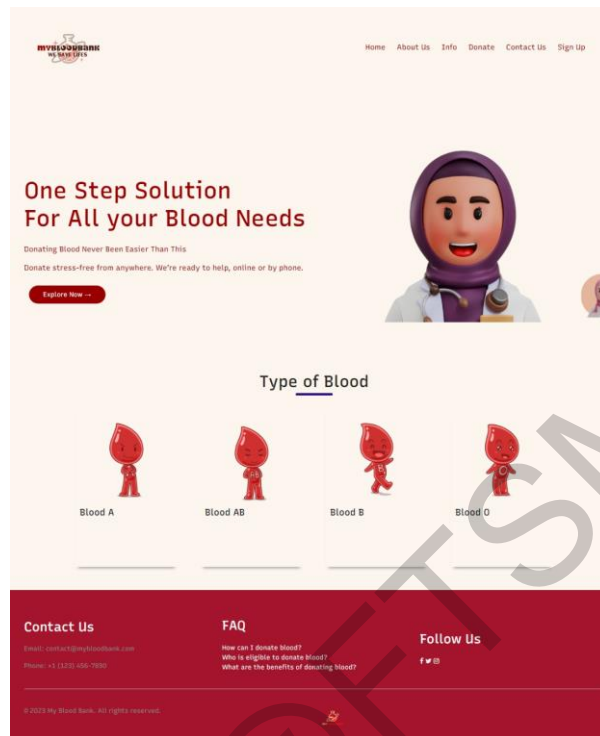 MYBLOODBANK
WE SAVE LIVES
Home About Us Info Donate Contact Us Sign Up
One Step Solution
For All your Blood Needs
Donating Blood Never Been Easier Than This
Donate stress-free from anywhere. We're ready to help, online or by phone.
Explore Now →
Type of Blood
Blood A
Blood AB
Blood B
Blood O
Contact Us
Email: contact@mybloodbank.com
Phone: +1 (123) 456-7890
FAQ
How can I donate blood?
Who is eligible to donate blood?
What are the benefits of donating blood?
Follow Us
© 2023 My Blood Bank. All rights reserved.